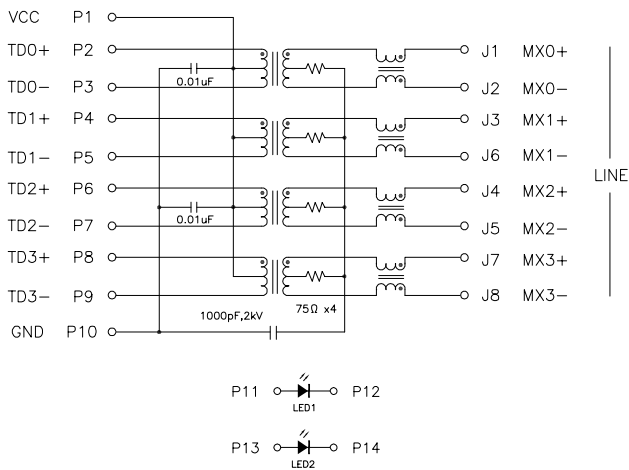 VCC P1
TD0+ P2 J1 MX0+
0.01uF
TD0- P3 J2 MX0-
TD1+ P4 J3 MX1+
TD1- P5 J6 MX1-
LINE
TD2+ P6 J4 MX2+
0.01uF
TD2- P7 J5 MX2-
TD3+ P8 J7 MX3+
TD3- P9 J8 MX3-
1000pF,2kV 75Ω x4
GND P10
P11 P12
LED1
P13 P14
LED2